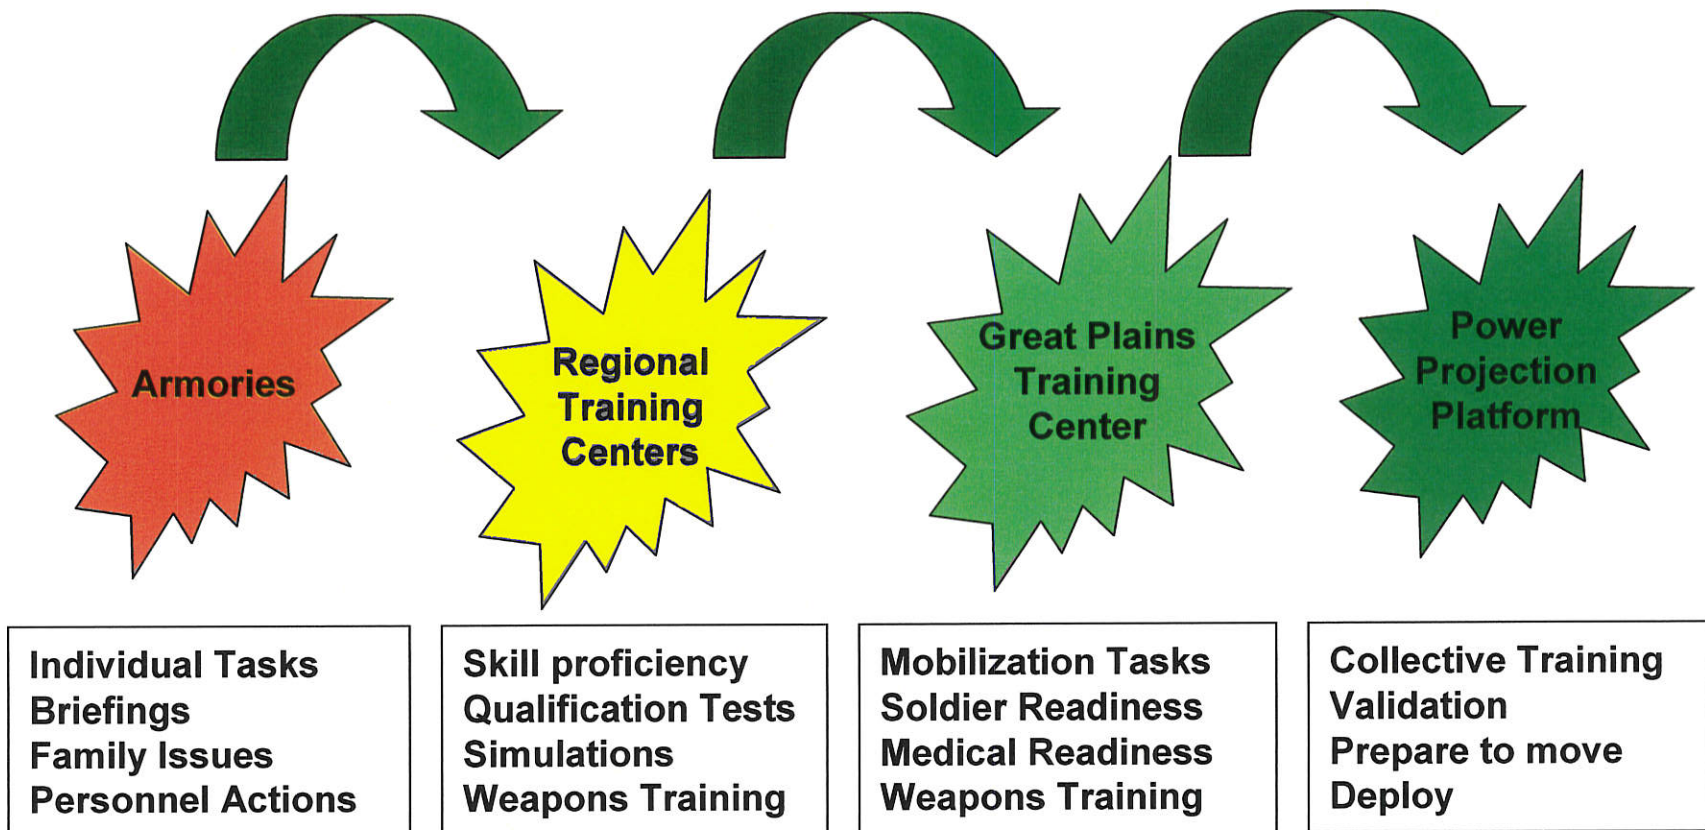 Armories
Regional
Training
Centers
Great Plains
Training
Center
Power
Projection
Platform
Individual Tasks
Briefings
Family Issues
Personnel Actions
Skill proficiency
Qualification Tests
Simulations
Weapons Training
Mobilization Tasks
Soldier Readiness
Medical Readiness
Weapons Training
Collective Training
Validation
Prepare to move
Deploy